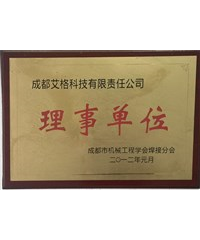 成都艾格科技有限责任公司
理事单位
成都市机械工程学会焊接分会
二〇一二年元月